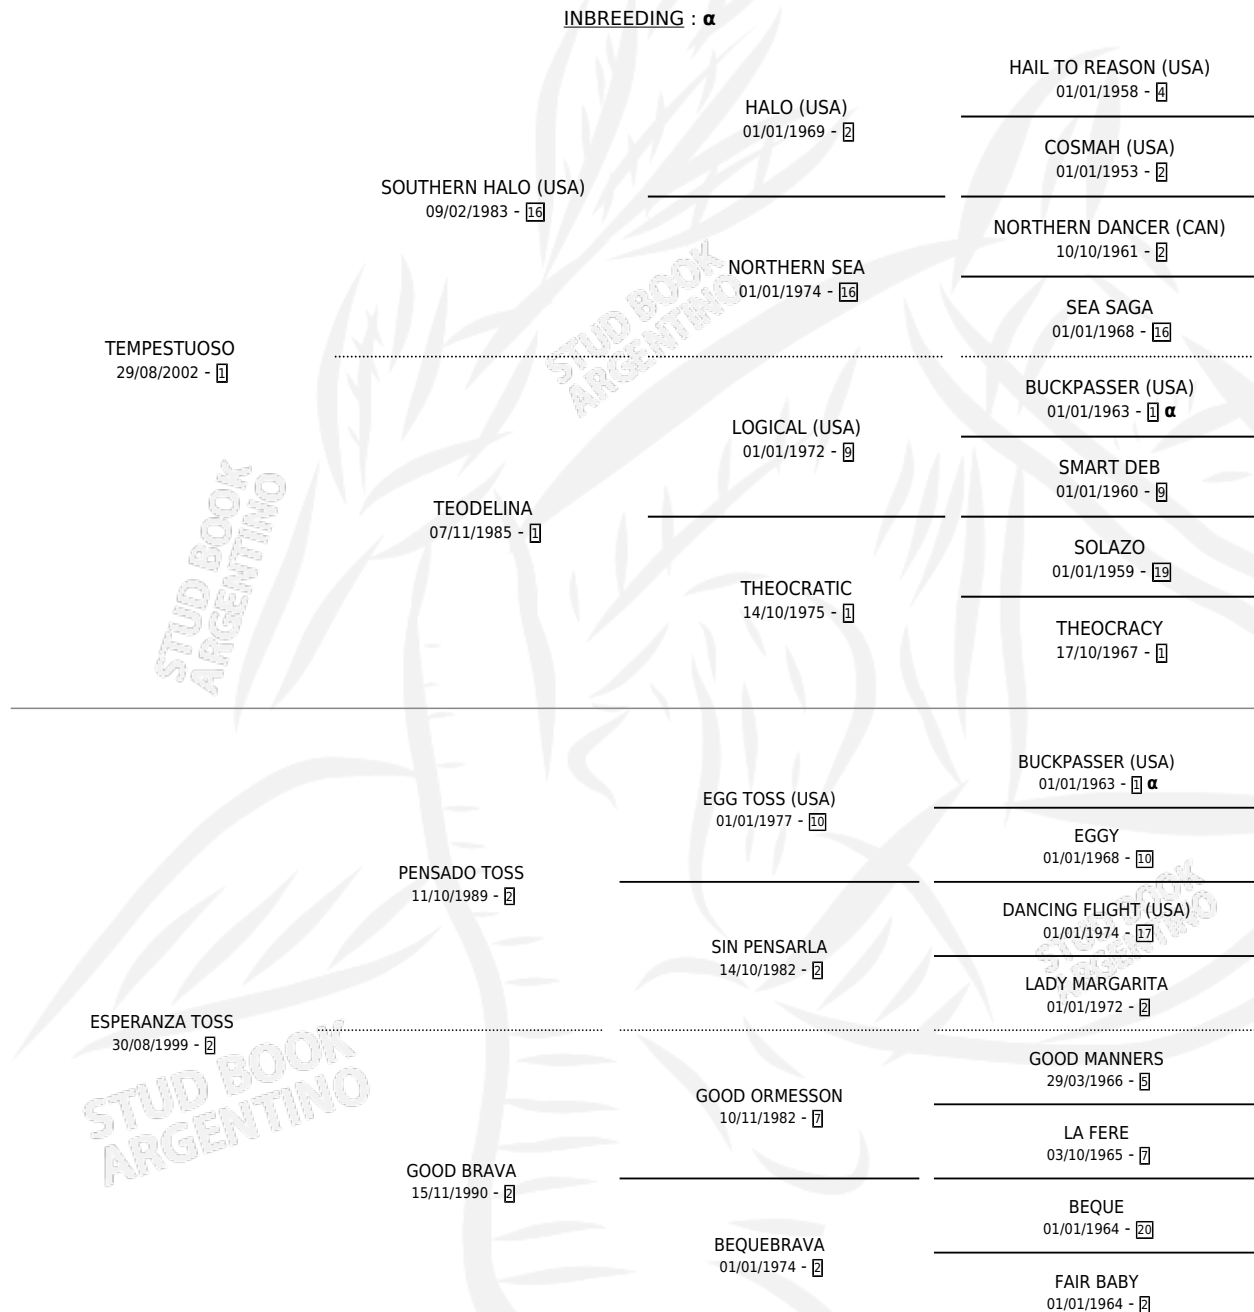 INBREEDING : α
HAIL TO REASON (USA)
01/01/1958 - 4
HALO (USA)
01/01/1969 - 2
COSMAH (USA)
01/01/1953 - 2
SOUTHERN HALO (USA)
09/02/1983 - 16
NORTHERN DANCER (CAN)
10/10/1961 - 2
NORTHERN SEA
01/01/1974 - 16
SEA SAGA
01/01/1968 - 16
TEMPESTUOSO
29/08/2002 - 1
BUCKPASSER (USA)
01/01/1963 - 1 α
LOGICAL (USA)
01/01/1972 - 9
SMART DEB
01/01/1960 - 9
TEODELINA
07/11/1985 - 1
SOLAZO
01/01/1959 - 19
THEOCRATIC
14/10/1975 - 1
THEOCRACY
17/10/1967 - 1
BUCKPASSER (USA)
01/01/1963 - 1 α
EGG TOSS (USA)
01/01/1977 - 10
EGGY
01/01/1968 - 10
PENSADO TOSS
11/10/1989 - 2
DANCING FLIGHT (USA)
01/01/1974 - 17
SIN PENSARLA
14/10/1982 - 2
LADY MARGARITA
01/01/1972 - 2
ESPERANZA TOSS
30/08/1999 - 2
GOOD MANNERS
29/03/1966 - 5
GOOD ORMESSON
10/11/1982 - 7
LA FERE
03/10/1965 - 7
GOOD BRAVA
15/11/1990 - 2
BEQUE
01/01/1964 - 20
BEQUEBRAVA
01/01/1974 - 2
FAIR BABY
01/01/1964 - 2
STUD BOOK
ARGENTINO
STUD BOOK
ARGENTINO
STUD BOOK
ARGENTINO
STUD BOOK
ARGENTINO